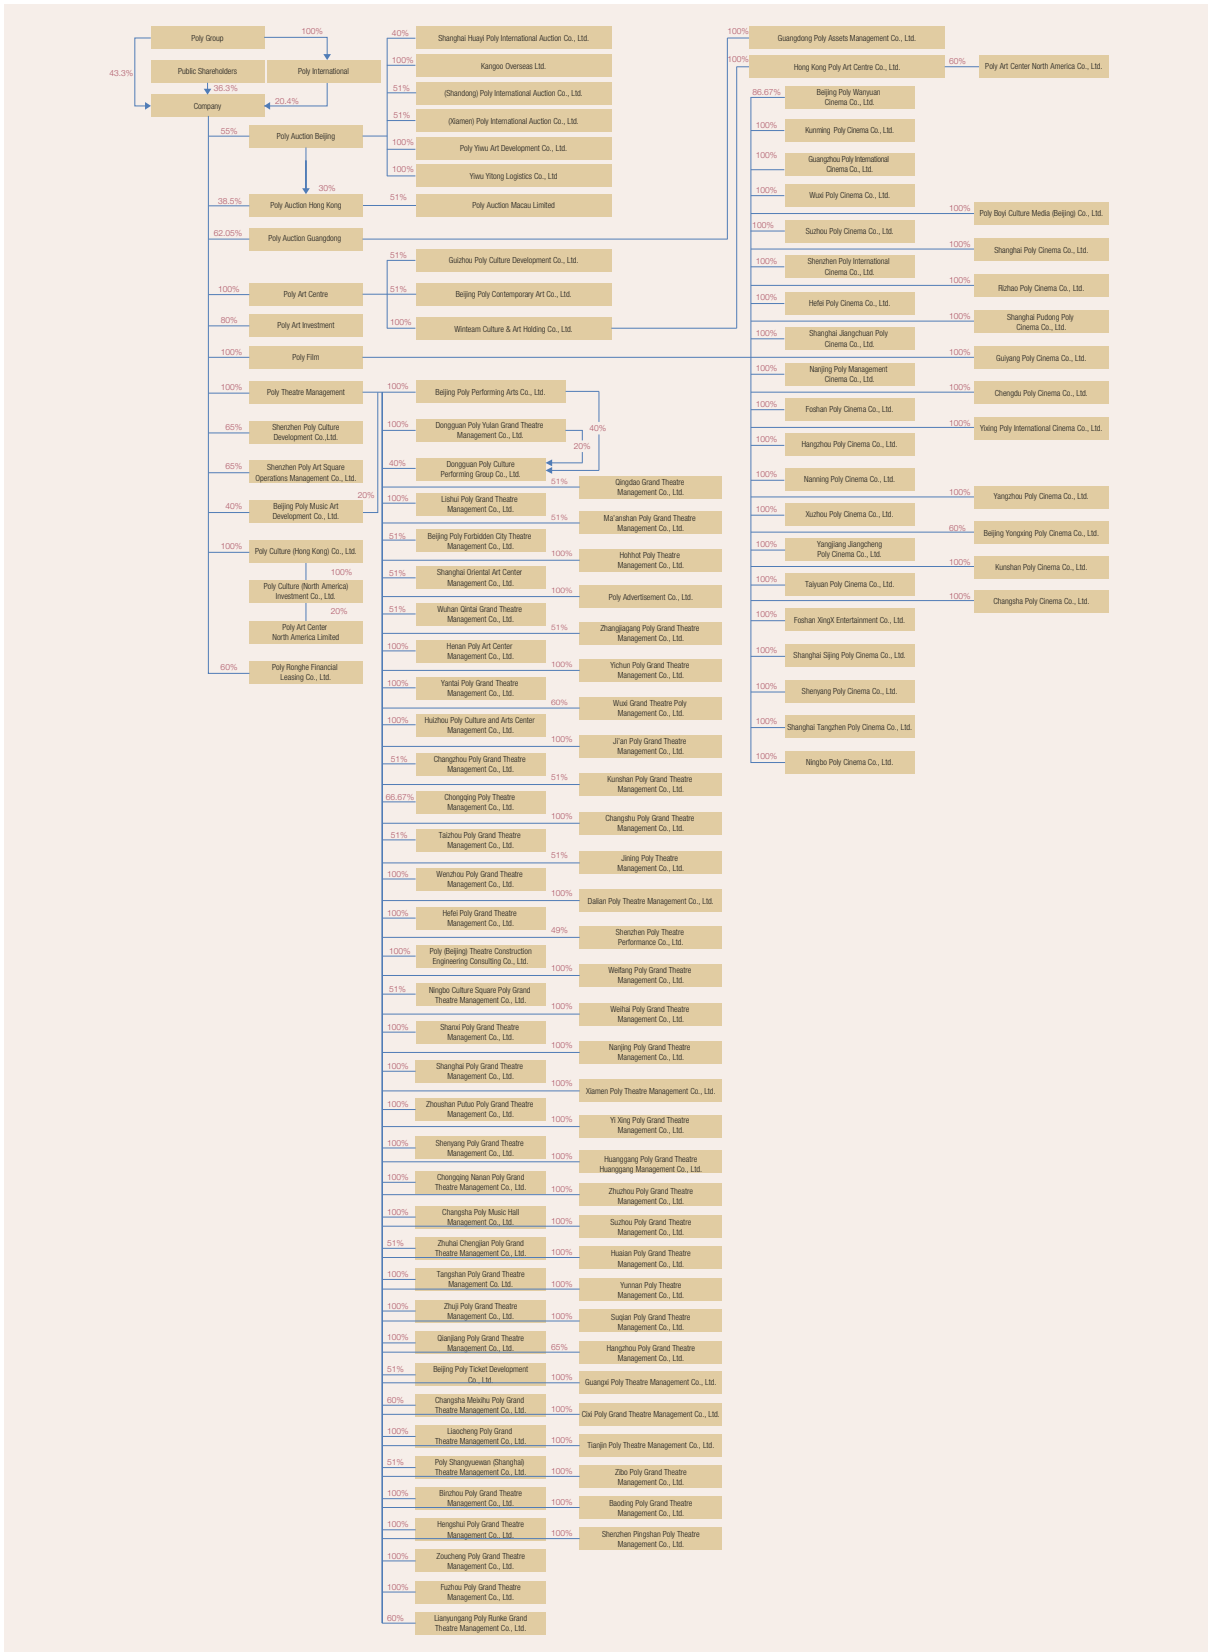 Poly Group
100%
43.3%
Public Shareholders
Poly International
36.3%
Company
20.4%
55%
Poly Auction Beijing
30%
38.5%
Poly Auction Hong Kong
62.05%
Poly Auction Guangdong
100%
Poly Art Centre
80%
Poly Art Investment
100%
Poly Film
100%
Poly Theatre Management
65%
Shenzhen Poly Culture
Development Co.,Ltd.
65%
Shenzhen Poly Art Square
Operations Management Co., Ltd.
20%
40%
Beijing Poly Music Art
Development Co., Ltd.
100%
Poly Culture (Hong Kong) Co., Ltd.
100%
Poly Culture (North America)
Investment Co., Ltd.
20%
Poly Art Center
North America Limited
60%
Poly Ronghe Financial
Leasing Co., Ltd.
40%
Shanghai Huayi Poly International Auction Co., Ltd.
100%
Kangoo Overseas Ltd.
51%
(Shandong) Poly International Auction Co., Ltd.
51%
(Xiamen) Poly International Auction Co., Ltd.
100%
Poly Yiwu Art Development Co., Ltd.
100%
Yiwu Yitong Logistics Co., Ltd
51%
Poly Auction Macau Limited
51%
Guizhou Poly Culture Development Co., Ltd.
51%
Beijing Poly Contemporary Art Co., Ltd.
100%
Winteam Culture & Art Holding Co., Ltd.
100%
Beijing Poly Performing Arts Co., Ltd.
100%
Dongguan Poly Yulan Grand Theatre
Management Co., Ltd.
40%
20%
40%
Dongguan Poly Culture
Performing Group Co., Ltd.
100%
Lishui Poly Grand Theatre
Management Co., Ltd.
51%
Beijing Poly Forbidden City Theatre
Management Co., Ltd.
51%
Shanghai Oriental Art Center
Management Co., Ltd.
51%
Wuhan Qintai Grand Theatre
Management Co., Ltd.
100%
Henan Poly Art Center
Management Co., Ltd.
100%
Yantai Poly Grand Theatre
Management Co., Ltd.
100%
Huizhou Poly Culture and Arts Center
Management Co., Ltd.
51%
Changzhou Poly Grand Theatre
Management Co., Ltd.
66.67%
Chongqing Poly Theatre
Management Co., Ltd.
51%
Taizhou Poly Grand Theatre
Management Co., Ltd.
100%
Wenzhou Poly Grand Theatre
Management Co., Ltd.
100%
Hefei Poly Grand Theatre
Management Co., Ltd.
100%
Poly (Beijing) Theatre Construction
Engineering Consulting Co., Ltd.
51%
Ningbo Culture Square Poly Grand
Theatre Management Co., Ltd.
100%
Shanxi Poly Grand Theatre
Management Co., Ltd.
100%
Shanghai Poly Grand Theatre
Management Co., Ltd.
100%
Zhoushan Putuo Poly Grand Theatre
Management Co., Ltd.
100%
Shenyang Poly Grand Theatre
Management Co., Ltd.
100%
Chongqing Nanan Poly Grand
Theatre Management Co., Ltd.
100%
Changsha Poly Music Hall
Management Co., Ltd.
51%
Zhuhai Chengjian Poly Grand
Theatre Management Co., Ltd.
100%
Tangshan Poly Grand Theatre
Management Co. Ltd.
100%
Zhuji Poly Grand Theatre
Management Co., Ltd.
100%
Qianjiang Poly Grand Theatre
Management Co., Ltd.
51%
Beijing Poly Ticket Development
Co., Ltd.
60%
Changsha Meixihu Poly Grand
Theatre Management Co., Ltd.
100%
Liaocheng Poly Grand
Theatre Management Co., Ltd.
51%
Poly Shangyuewan (Shanghai)
Theatre Management Co., Ltd.
100%
Binzhou Poly Grand Theatre
Management Co., Ltd.
100%
Hengshui Poly Grand Theatre
Management Co., Ltd.
100%
Zoucheng Poly Grand Theatre
Management Co., Ltd.
100%
Fuzhou Poly Grand Theatre
Management Co., Ltd.
60%
Lianyungang Poly Runke Grand
Theatre Management Co., Ltd.
51%
Qingdao Grand Theatre
Management Co., Ltd.
51%
Ma'anshan Poly Grand Theatre
Management Co., Ltd.
100%
Hohhot Poly Theatre
Management Co., Ltd.
100%
Poly Advertisement Co., Ltd.
51%
Zhangjiagang Poly Grand Theatre
Management Co., Ltd.
100%
Yichun Poly Grand Theatre
Management Co., Ltd.
60%
Wuxi Grand Theatre Poly
Management Co., Ltd.
100%
Ji'an Poly Grand Theatre
Management Co., Ltd.
51%
Kunshan Poly Grand Theatre
Management Co., Ltd.
100%
Changshu Poly Grand Theatre
Management Co., Ltd.
51%
Jining Poly Theatre
Management Co., Ltd.
100%
Dalian Poly Theatre Management Co., Ltd.
49%
Shenzhen Poly Theatre
Performance Co., Ltd.
100%
Weifang Poly Grand Theatre
Management Co., Ltd.
100%
Weihai Poly Grand Theatre
Management Co., Ltd.
100%
Nanjing Poly Grand Theatre
Management Co., Ltd.
100%
Xiamen Poly Theatre Management Co., Ltd.
100%
Yi Xing Poly Grand Theatre
Management Co., Ltd.
100%
Huanggang Poly Grand Theatre
Huanggang Management Co., Ltd.
100%
Zhuzhou Poly Grand Theatre
Management Co., Ltd.
100%
Suzhou Poly Grand Theatre
Management Co., Ltd.
100%
Huaian Poly Grand Theatre
Management Co., Ltd.
100%
Yunnan Poly Theatre
Management Co., Ltd.
100%
Suqian Poly Grand Theatre
Management Co., Ltd.
65%
Hangzhou Poly Grand Theatre
Management Co., Ltd.
100%
Guangxi Poly Theatre Management Co., Ltd.
100%
Cixi Poly Grand Theatre Management Co., Ltd.
100%
Tianjin Poly Theatre Management Co., Ltd.
100%
Zibo Poly Grand Theatre
Management Co., Ltd.
100%
Baoding Poly Grand Theatre
Management Co., Ltd.
100%
Shenzhen Pingshan Poly Theatre
Management Co., Ltd.
100%
Guangdong Poly Assets Management Co., Ltd.
100%
Hong Kong Poly Art Centre Co., Ltd.
60%
Poly Art Center North America Co., Ltd.
86.67%
Beijing Poly Wanyuan
Cinema Co., Ltd.
100%
Kunming Poly Cinema Co., Ltd.
100%
Guangzhou Poly International
Cinema Co., Ltd.
100%
Wuxi Poly Cinema Co., Ltd.
100%
Suzhou Poly Cinema Co., Ltd.
100%
Shenzhen Poly International
Cinema Co., Ltd.
100%
Hefei Poly Cinema Co., Ltd.
100%
Shanghai Jiangchuan Poly
Cinema Co., Ltd.
100%
Nanjing Poly Management
Cinema Co., Ltd.
100%
Foshan Poly Cinema Co., Ltd.
100%
Hangzhou Poly Cinema Co., Ltd.
100%
Nanning Poly Cinema Co., Ltd.
100%
Xuzhou Poly Cinema Co., Ltd.
100%
Yangjiang Jiangcheng
Poly Cinema Co., Ltd.
100%
Taiyuan Poly Cinema Co., Ltd.
100%
Foshan XingX Entertainment Co., Ltd.
100%
Shanghai Sijing Poly Cinema Co., Ltd.
100%
Shenyang Poly Cinema Co., Ltd.
100%
Shanghai Tangzhen Poly Cinema Co., Ltd.
100%
Ningbo Poly Cinema Co., Ltd.
100%
Poly Boyi Culture Media (Beijing) Co., Ltd.
100%
Shanghai Poly Cinema Co., Ltd.
100%
Rizhao Poly Cinema Co., Ltd.
100%
Shanghai Pudong Poly
Cinema Co., Ltd.
100%
Guiyang Poly Cinema Co., Ltd.
100%
Chengdu Poly Cinema Co., Ltd.
100%
Yixing Poly International Cinema Co., Ltd.
100%
Yangzhou Poly Cinema Co., Ltd.
60%
Beijing Yongxing Poly Cinema Co., Ltd.
100%
Kunshan Poly Cinema Co., Ltd.
100%
Changsha Poly Cinema Co., Ltd.